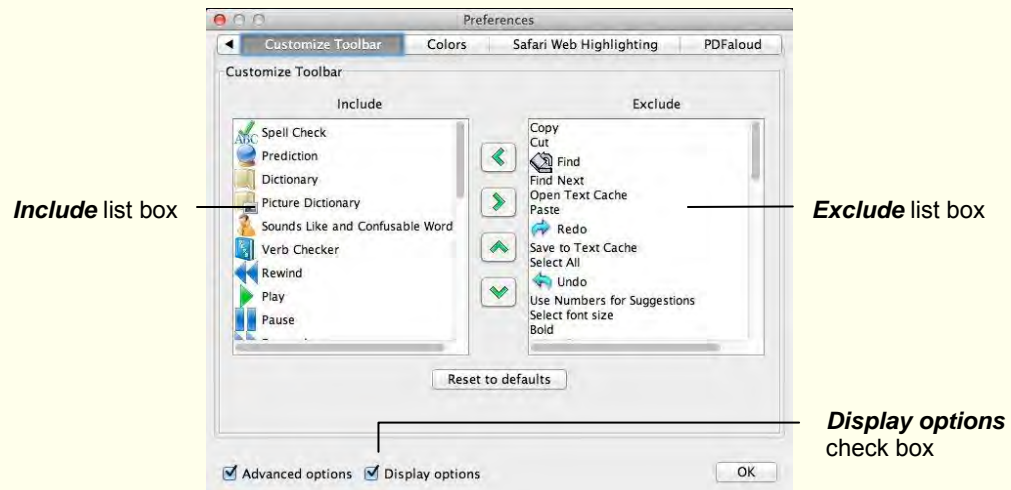 Preferences
Customize Toolbar
Colors
Safari Web Highlighting
PDFaloud
Customize Toolbar
Include
Spell Check
Prediction
Dictionary
Picture Dictionary
Sounds Like and Confusable Word
Verb Checker
Rewind
Play
Pause
Exclude
Copy
Cut
Find
Find Next
Open Text Cache
Paste
Redo
Save to Text Cache
Select All
Undo
Use Numbers for Suggestions
Select font size
Bold
Reset to defaults
Advanced options
Display options
OK
Include list box
Exclude list box
Display options
check box